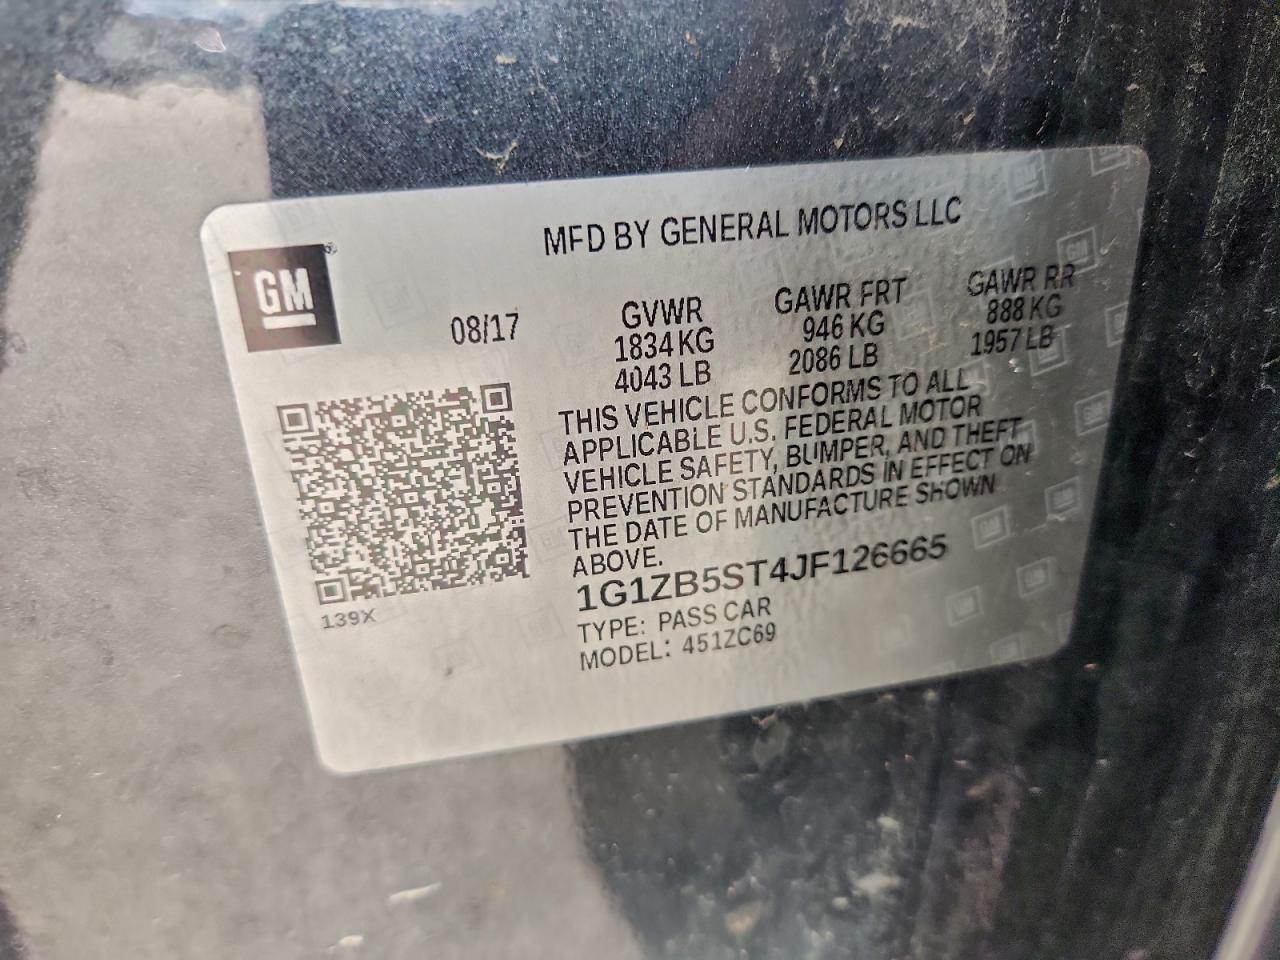 MFD BY GENERAL MOTORS LLC
GM
08/17
GVWR
1834 KG
4043 LB
GAWR FRT
946 KG
2086 LB
GAWR RR
888 KG
1957 LB
THIS VEHICLE CONFORMS TO ALL
APPLICABLE U.S. FEDERAL MOTOR
VEHICLE SAFETY, BUMPER, AND THEFT
PREVENTION STANDARDS IN EFFECT ON
THE DATE OF MANUFACTURE SHOWN
ABOVE.
1G1ZB5ST4JF126665
TYPE: PASS CAR
MODEL: 451ZC69
139X